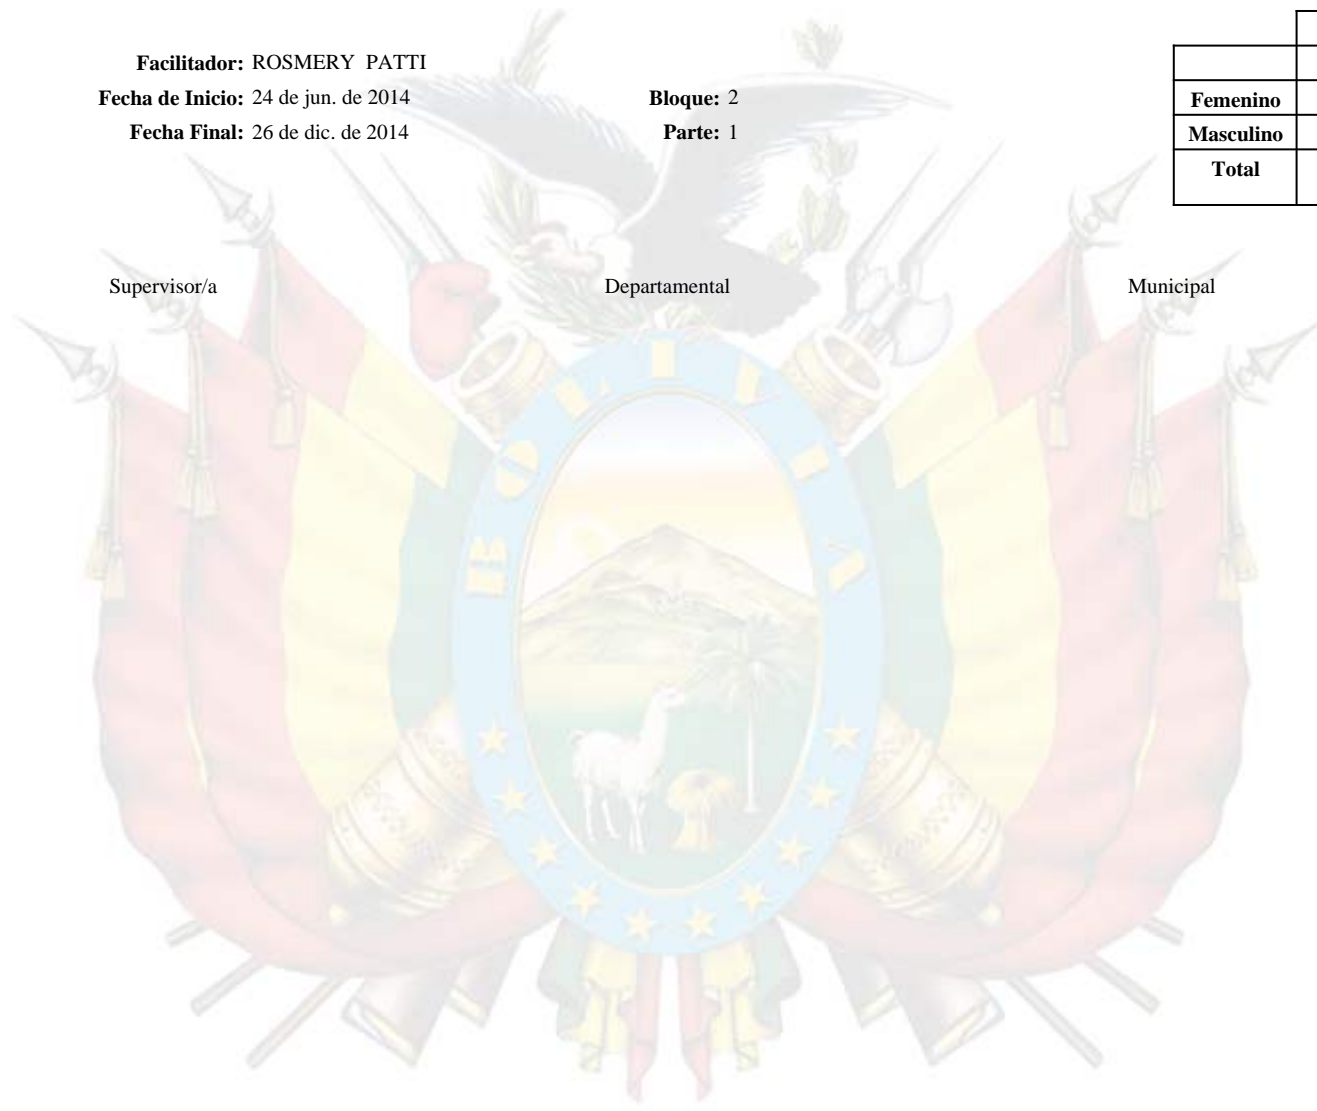 Facilitador: ROSMERY PATTI
Fecha de Inicio: 24 de jun. de 2014
Bloque: 2
Fecha Final: 26 de dic. de 2014
Parte: 1
Femenino
Masculino
Total
Supervisor/a
Departamental
Municipal
BOLIVIA